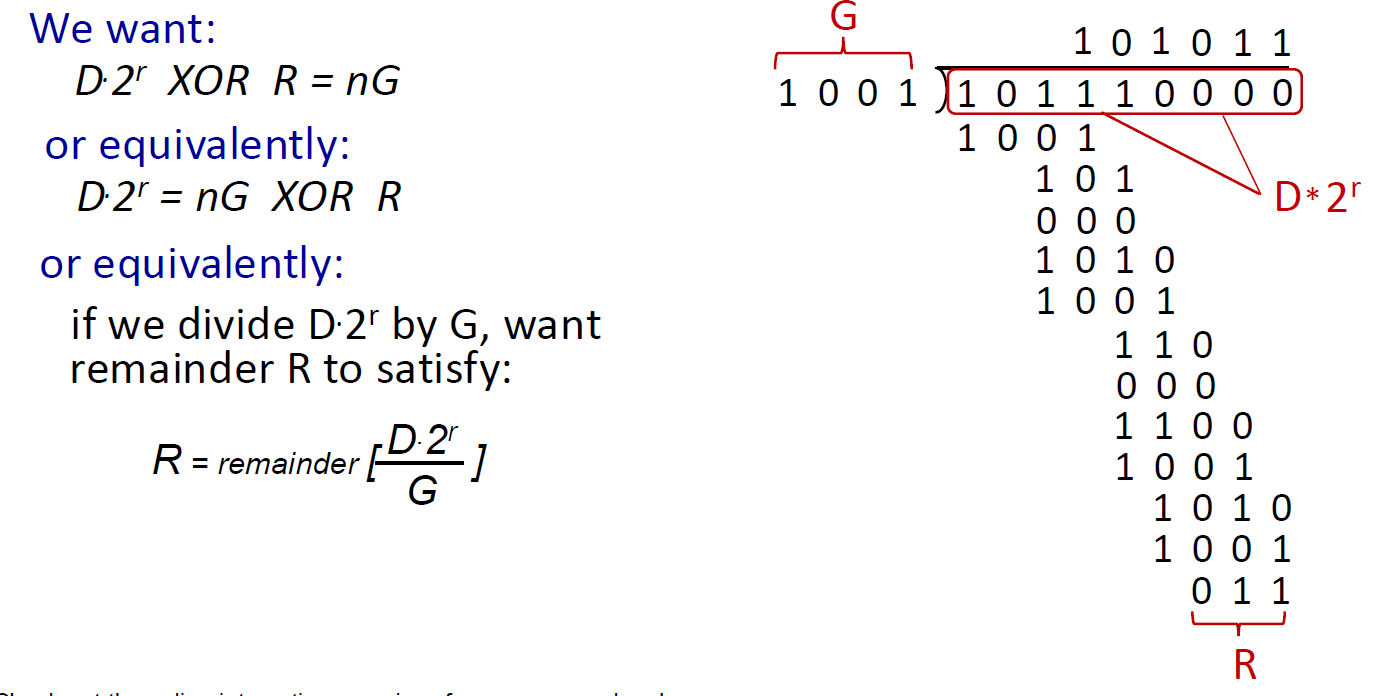 We want:
D·2ʳ XOR R = nG
or equivalently:
D·2ʳ = nG XOR R
or equivalently:
if we divide D·2ʳ by G, want
remainder R to satisfy:
R = remainder [D·2ʳ / G]
G
1 0 1 0 1 1
1 0 0 1 ) 1 0 1 1 1 0 0 0 0
1 0 0 1
1 0 1
0 0 0
1 0 1 0
1 0 0 1
1 1 0
0 0 0
1 1 0 0
1 0 0 1
1 0 1 0
1 0 0 1
0 1 1
D*2ʳ
R